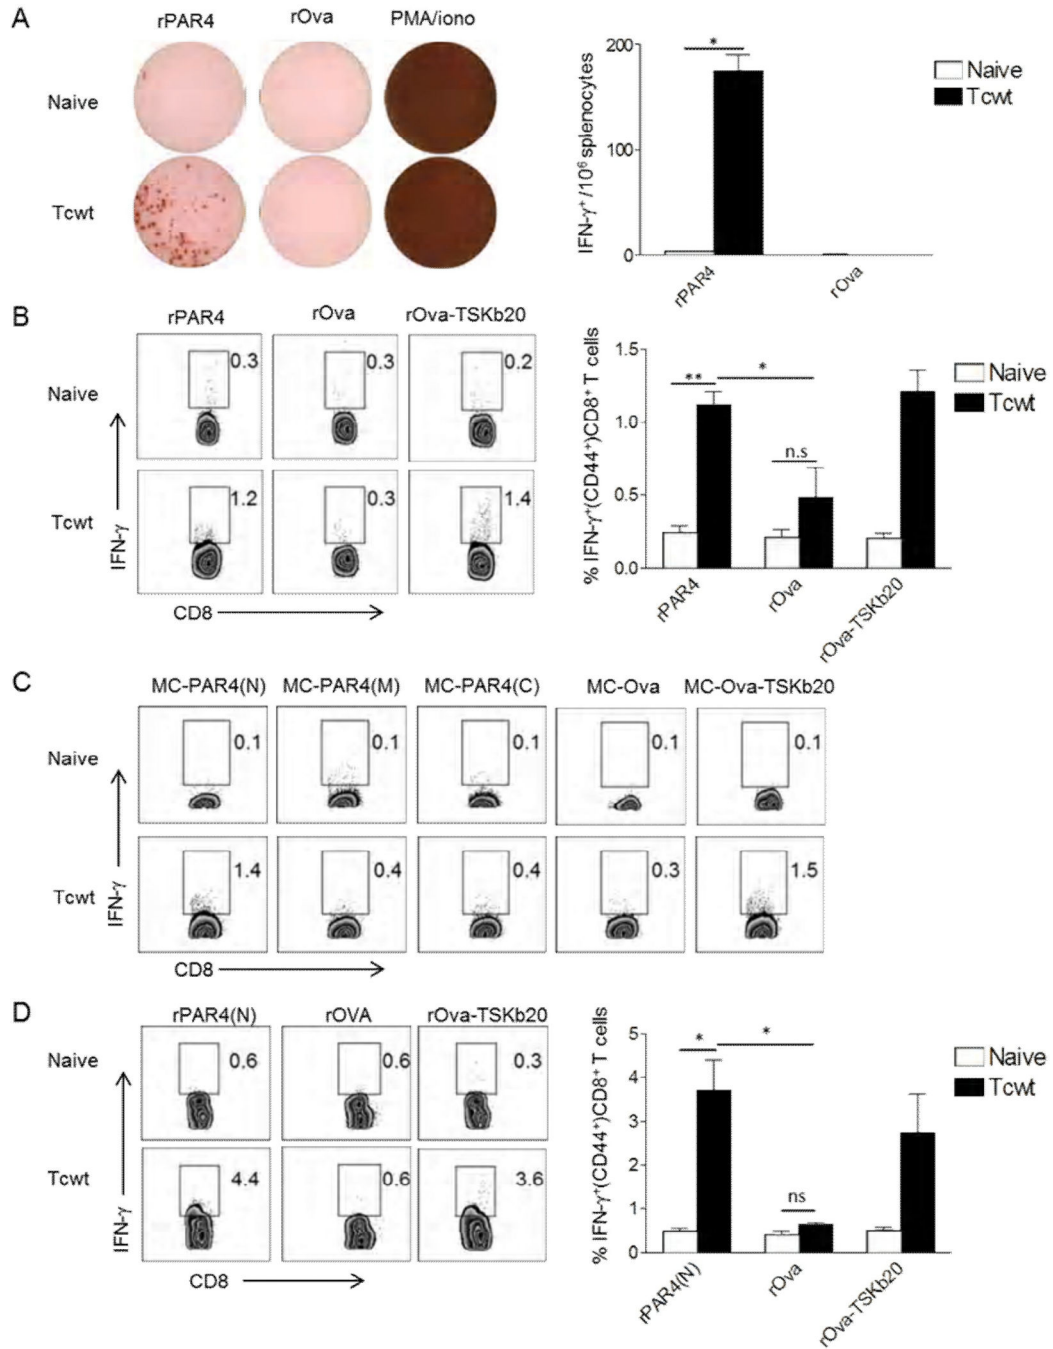 A
rPAR4 rOva PMA/iono
Naive
Tcwt
IFN-γ⁺/10⁶ splenocytes
200
100
0
*
rPAR4 rOva
Naive
Tcwt
B
rPAR4 rOva rOva-TSKb20
Naive 0.3 0.3 0.2
Tcwt 1.2 0.3 1.4
IFN-γ
CD8
% IFN-γ⁺(CD44⁺)CD8⁺ T cells
1.5
1.0
0.5
0.0
** * n.s
rPAR4 rOva rOva-TSKb20
Naive
Tcwt
C
MC-PAR4(N) MC-PAR4(M) MC-PAR4(C) MC-Ova MC-Ova-TSKb20
Naive 0.1 0.1 0.1 0.1 0.1
Tcwt 1.4 0.4 0.4 0.3 1.5
IFN-γ
CD8
D
rPAR4(N) rOVA rOva-TSKb20
Naive 0.6 0.6 0.3
Tcwt 4.4 0.6 3.6
IFN-γ
CD8
% IFN-γ⁺(CD44⁺)CD8⁺ T cells
5
4
3
2
1
0
* * ns
rPAR4(N) rOva rOva-TSKb20
Naive
Tcwt